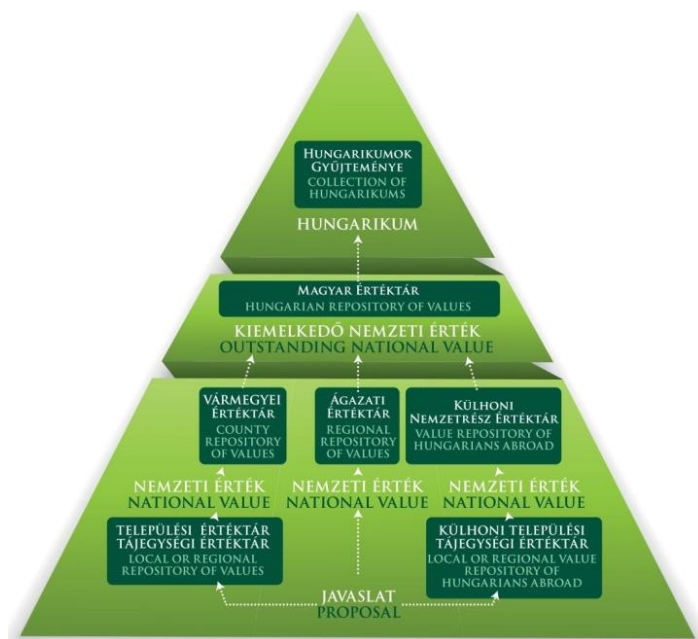 HUNGARIKUMOK
GYŰJTEMÉNYE
COLLECTION OF
HUNGARIKUMS
HUNGARIKUM
MAGYAR ÉRTÉKTÁR
HUNGARIAN REPOSITORY OF VALUES
KIEMELKEDŐ NEMZETI ÉRTÉK
OUTSTANDING NATIONAL VALUE
VÁRMEGYEI
ÉRTÉKTÁR
COUNTY
REPOSITORY
OF VALUES
ÁGAZATI
ÉRTÉKTÁR
REGIONAL
REPOSITORY
OF VALUES
KÜLHONI
NEMZETRÉSZ ÉRTÉKTÁR
VALUE REPOSITORY OF
HUNGARIANS ABROAD
NEMZETI ÉRTÉK
NATIONAL VALUE
NEMZETI ÉRTÉK
NATIONAL VALUE
NEMZETI ÉRTÉK
NATIONAL VALUE
TELEPÜLÉSI ÉRTÉKTÁR
TÁJEGYSÉGI ÉRTÉKTÁR
LOCAL OR REGIONAL
REPOSITORY OF VALUES
KÜLHONI TELEPÜLÉSI
TÁJEGYSÉGI ÉRTÉKTÁR
LOCAL OR REGIONAL VALUE
REPOSITORY OF
HUNGARIANS ABROAD
JAVASLAT
PROPOSAL